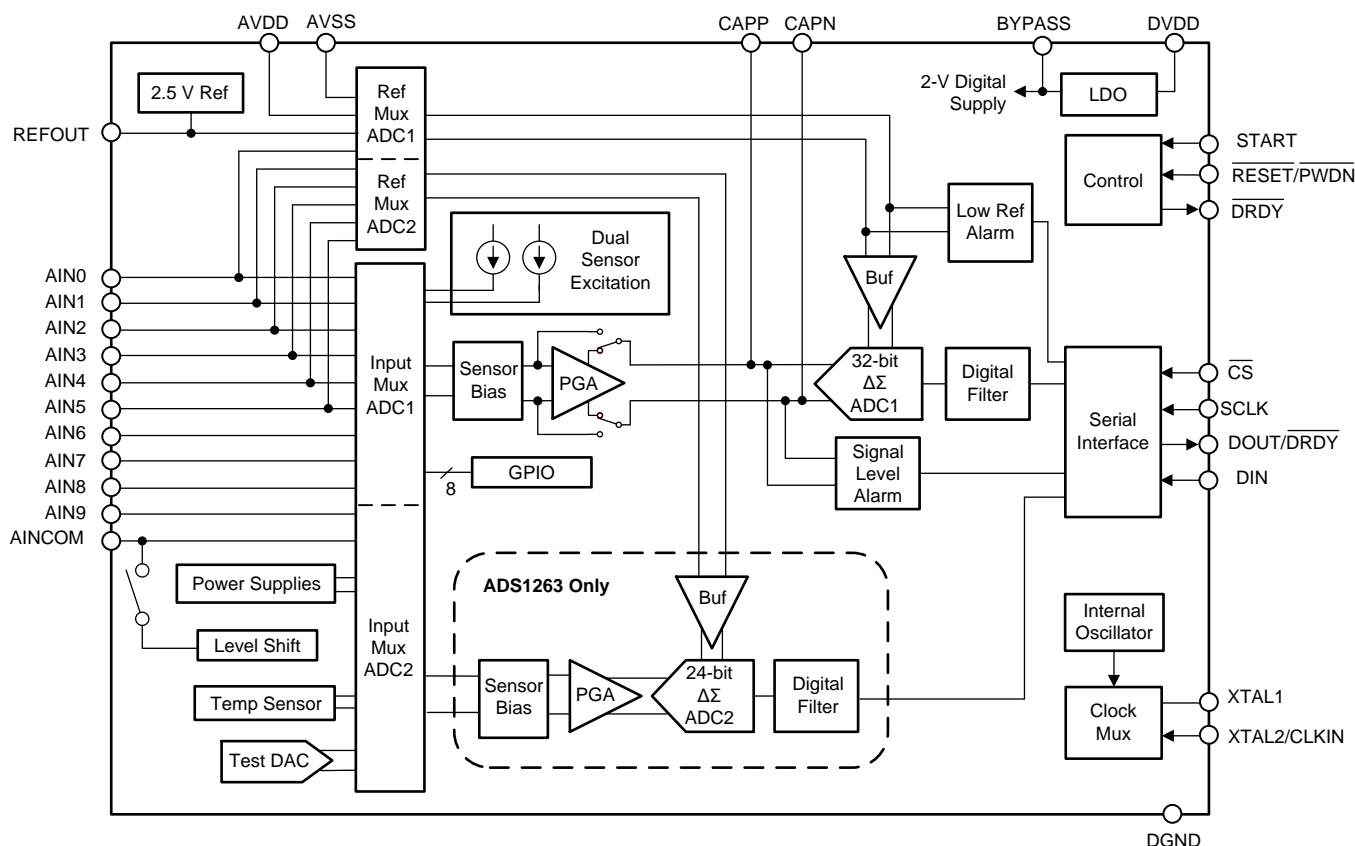 AVDD
AVSS
CAPP
CAPN
BYPASS
DVDD
2.5 V Ref
Ref
Mux
ADC1
2-V Digital
Supply
LDO
REFOUT
START
RESET/PWDN
DRDY
Control
Ref
Mux
ADC2
Low Ref
Alarm
Dual
Sensor
Excitation
Buf
AIN0
AIN1
AIN2
AIN3
AIN4
AIN5
AIN6
AIN7
AIN8
AIN9
AINCOM
Input
Mux
ADC1
Sensor
Bias
PGA
32-bit
ΔΣ
ADC1
Digital
Filter
Serial
Interface
CS
SCLK
DOUT/DRDY
DIN
8
GPIO
Signal
Level
Alarm
Power Supplies
Level Shift
Temp Sensor
Test DAC
Input
Mux
ADC2
ADS1263 Only
Buf
Sensor
Bias
PGA
24-bit
ΔΣ
ADC2
Digital
Filter
Internal
Oscillator
Clock
Mux
XTAL1
XTAL2/CLKIN
DGND